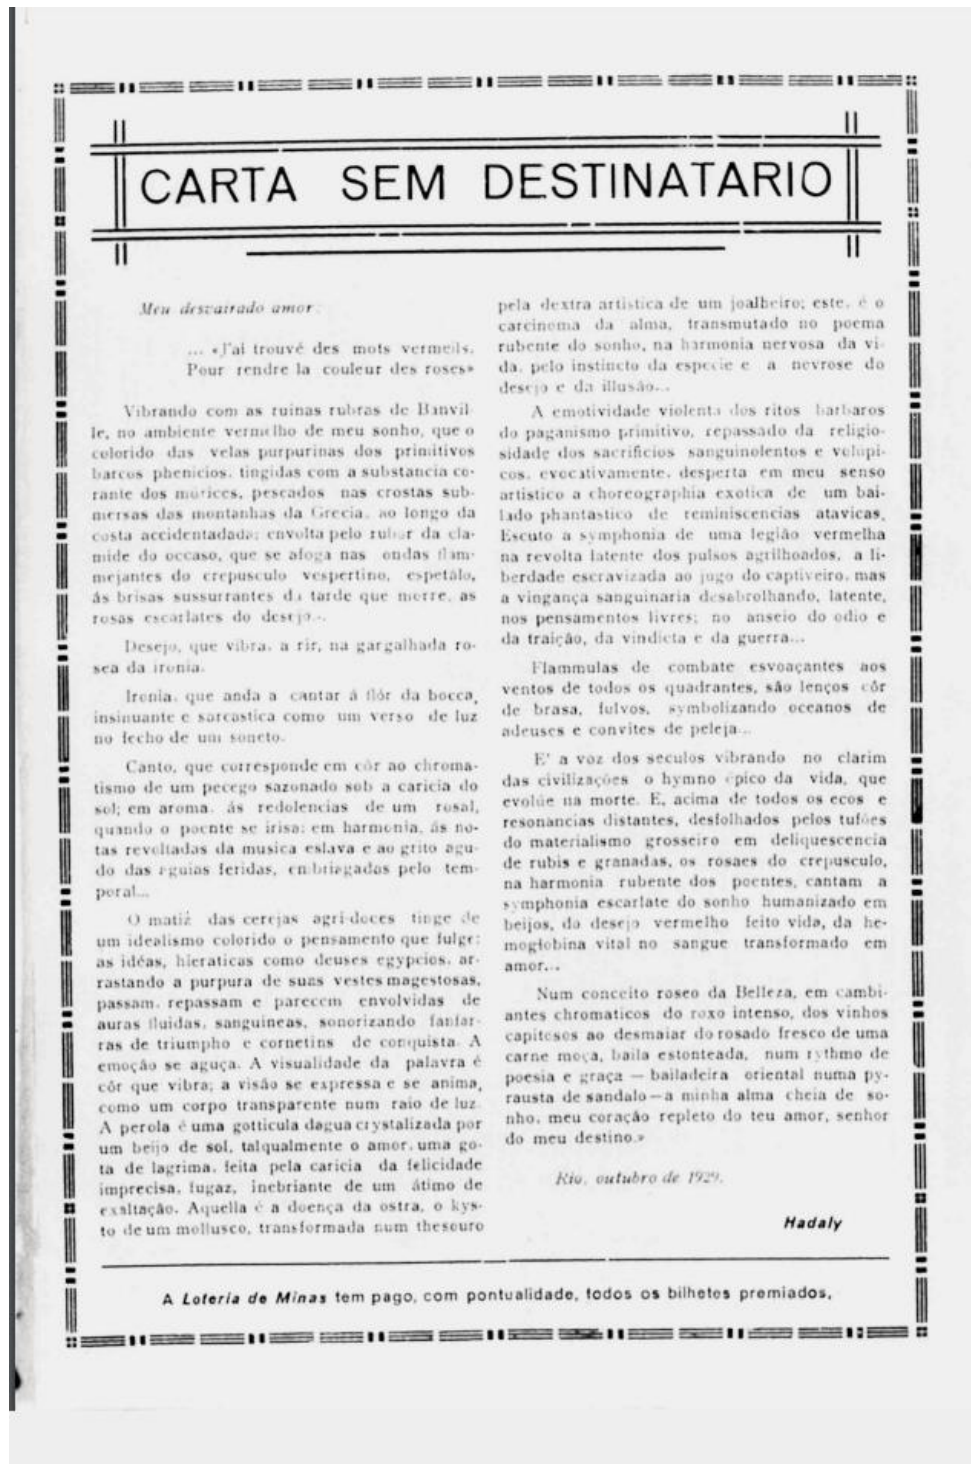 CARTA SEM DESTINATARIO
Meu desvairado amor:
... «J'ai trouvé des mots vermeils,
Pour rendre la couleur des roses»
Vibrando com as ruinas rubras de Banvil-
le, no ambiente vermelho de meu sonho, que o
colorido das velas purpurinas dos primitivos
barcos phenicios, tingidas com a substancia co-
rante dos murices, pescados nas crostas sub-
mersas das montanhas da Grecia, ao longo da
costa accidentadada; envolta pelo rubor da cla-
mide do occaso, que se afoga nas ondas flam-
mejantes do crepusculo vespertino, espetálo,
ás brisas sussurrantes da tarde que morre, as
rosas escarlates do desejo...
Desejo, que vibra, a rir, na gargalhada ro-
sea da ironia.
Ironia, que anda a cantar á flôr da bocca,
insinuante e sarcastica como um verso de luz
no fecho de um soneto.
Canto, que corresponde em côr ao chroma-
tismo de um pecego sazonado sob a caricia do
sol; em aroma, ás redolencias de um rosal,
quando o poente se irisa; em harmonia, ás no-
tas revoltadas da musica eslava e ao grito agu-
do das aguias feridas, embriagadas pelo tem-
poral...
O matiz das cerejas agri-doces tinge de
um idealismo colorido o pensamento que fulge;
as idéas, hieraticas como deuses egypcios, ar-
rastando a purpura de suas vestes magestosas,
passam, repassam e parecem envolvidas de
auras fluidas, sanguineas, sonorizando fanfar-
ras de triumpho e cornetins de conquista. A
emoção se aguça. A visualidade da palavra é
côr que vibra; a visão se expressa e se anima,
como um corpo transparente num raio de luz.
A perola é uma gotticula dagua crystalizada por
um beijo de sol, talqualmente o amor, uma go-
ta de lagrima, feita pela caricia da felicidade
imprecisa, fugaz, inebriante de um átimo de
exaltação. Aquella é a doença da ostra, o kys-
to de um mollusco, transformada num thesouro
pela dextra artistica de um joalheiro; este, é o
carcinoma da alma, transmutado no poema
rubente do sonho, na harmonia nervosa da vi-
da, pelo instincto da especie e a nevrose do
desejo e da illusão...
A emotividade violenta dos ritos barbaros
do paganismo primitivo, repassado da religio-
sidade dos sacrificios sanguinolentos e volupi-
cos, evocativamente, desperta em meu senso
artistico a choreographia exotica de um bai-
lado phantastico de reminiscencias atavicas.
Escuto a symphonia de uma legião vermelha
na revolta latente dos pulsos agrilhoados, a li-
berdade escravizada ao jugo do captiveiro, mas
a vingança sanguinaria desabrolhando, latente,
nos pensamentos livres; no anseio do odio e
da traição, da vindicta e da guerra...
Flammulas de combate esvoaçantes aos
ventos de todos os quadrantes, são lenços côr
de brasa, fulvos, symbolizando oceanos de
adeuses e convites de peleja...
E' a voz dos seculos vibrando no clarim
das civilizações o hymno épico da vida, que
evolúe na morte. E, acima de todos os ecos e
resonancias distantes, desfolhados pelos tufões
do materialismo grosseiro em deliquescencia
de rubis e granadas, os rosaes do crepusculo,
na harmonia rubente dos poentes, cantam a
symphonia escarlate do sonho humanizado em
beijos, do desejo vermelho feito vida, da he-
moglobina vital no sangue transformado em
amor...
Num conceito roseo da Belleza, em cambi-
antes chromaticos do roxo intenso, dos vinhos
capitosos ao desmaiar do rosado fresco de uma
carne moça, baila estonteada, num rythmo de
poesia e graça — bailadeira oriental numa py-
rausta de sandalo—a minha alma cheia de so-
nho, meu coração repleto do teu amor, senhor
do meu destino.»
Rio, outubro de 1929.
Hadaly
A Loteria de Minas tem pago, com pontualidade, todos os bilhetes premiados.